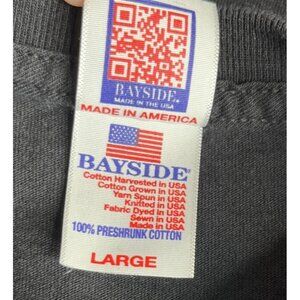 BAYSIDE
MADE IN THE USA
MADE IN AMERICA
BAYSIDE®
Cotton Harvested in USA
Cotton Grown in USA
Yarn Spun in USA
Knitted in USA
Fabric Dyed in USA
Sewn in USA
Made in USA
100% PRESHRUNK COTTON
LARGE